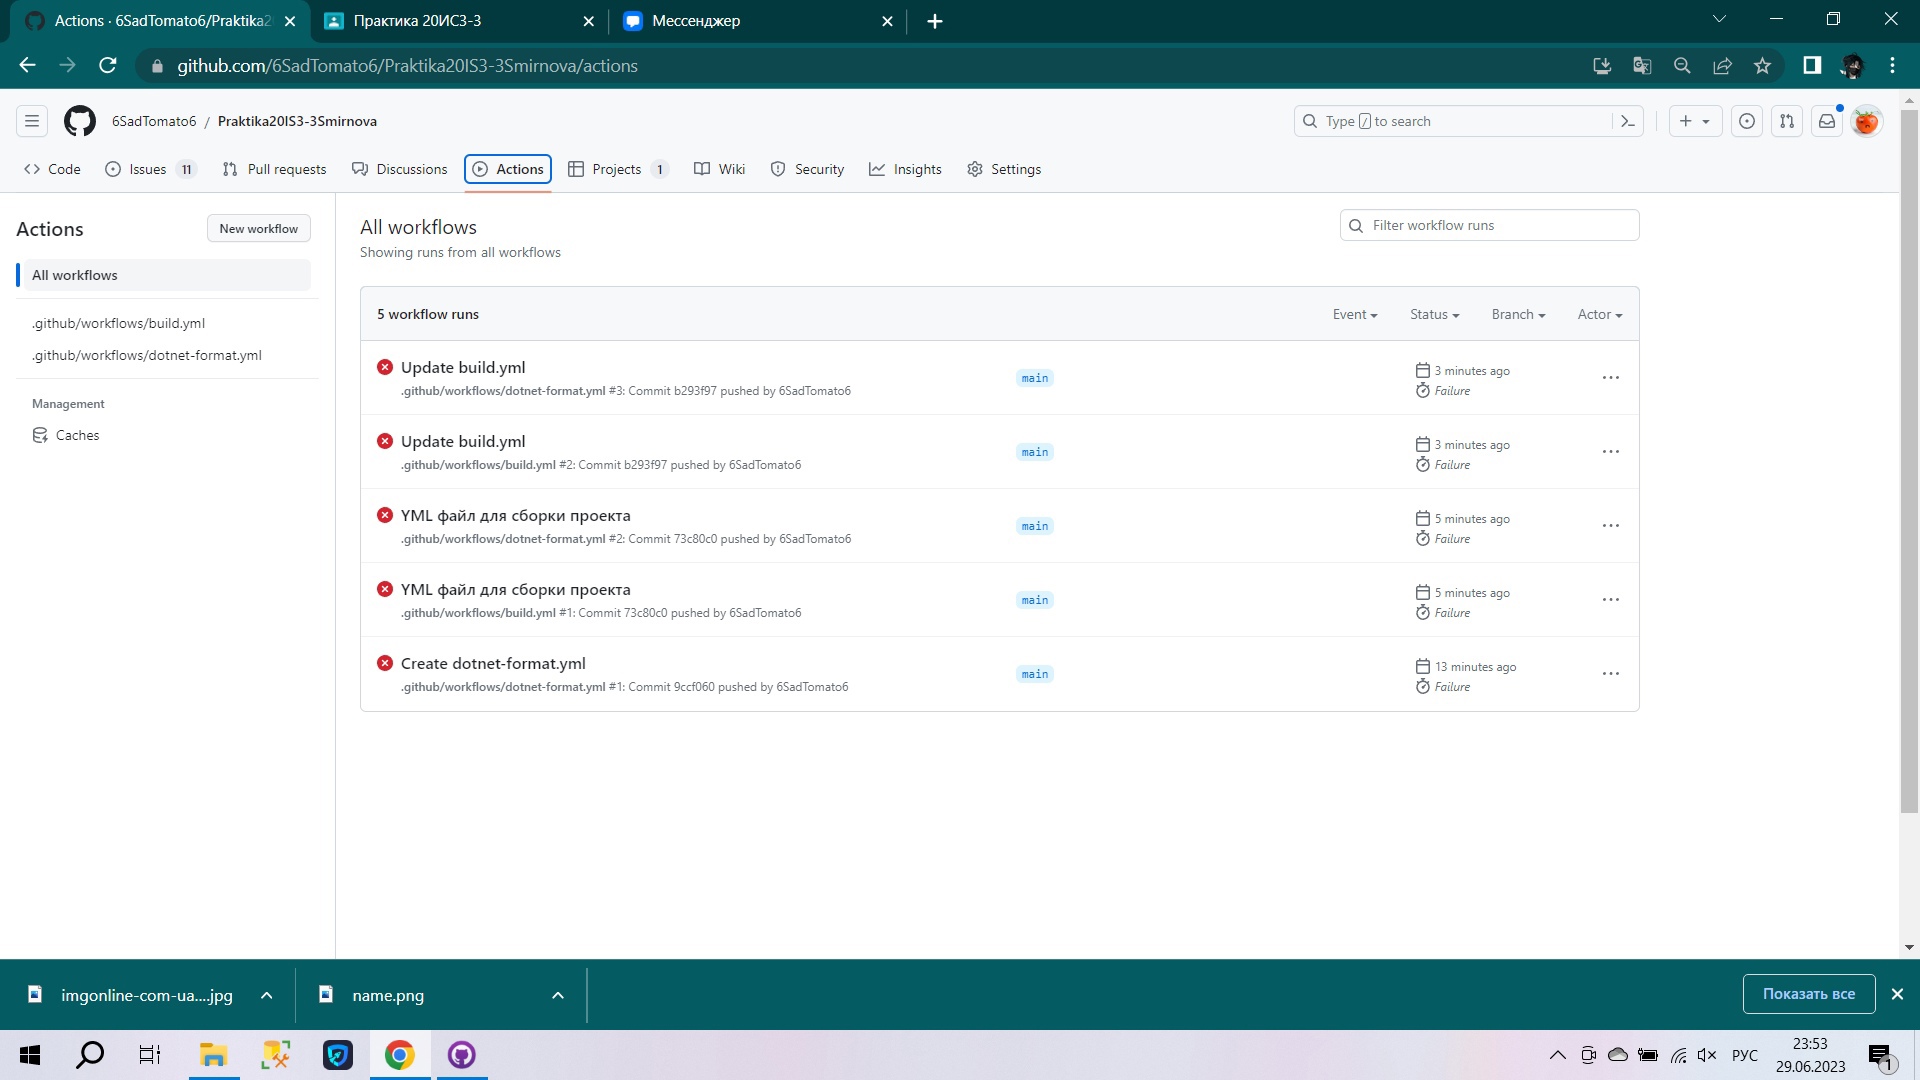 Actions · 6SadTomato6/Praktika2
Практика 20ИС3-3
Мессенджер
github.com/6SadTomato6/Praktika20IS3-3Smirnova/actions
6SadTomato6 / Praktika20IS3-3Smirnova
Type / to search
Code
Issues 11
Pull requests
Discussions
Actions
Projects 1
Wiki
Security
Insights
Settings
Actions
New workflow
All workflows
.github/workflows/build.yml
.github/workflows/dotnet-format.yml
Management
Caches
All workflows
Showing runs from all workflows
Filter workflow runs
5 workflow runs
Event
Status
Branch
Actor
Update build.yml
.github/workflows/dotnet-format.yml #3: Commit b293f97 pushed by 6SadTomato6
main
3 minutes ago
Failure
Update build.yml
.github/workflows/build.yml #2: Commit b293f97 pushed by 6SadTomato6
main
3 minutes ago
Failure
YML файл для сборки проекта
.github/workflows/dotnet-format.yml #2: Commit 73c80c0 pushed by 6SadTomato6
main
5 minutes ago
Failure
YML файл для сборки проекта
.github/workflows/build.yml #1: Commit 73c80c0 pushed by 6SadTomato6
main
5 minutes ago
Failure
Create dotnet-format.yml
.github/workflows/dotnet-format.yml #1: Commit 9ccf060 pushed by 6SadTomato6
main
13 minutes ago
Failure
imgonline-com-ua....jpg
name.png
Показать все
РУС
23:53
29.06.2023
1